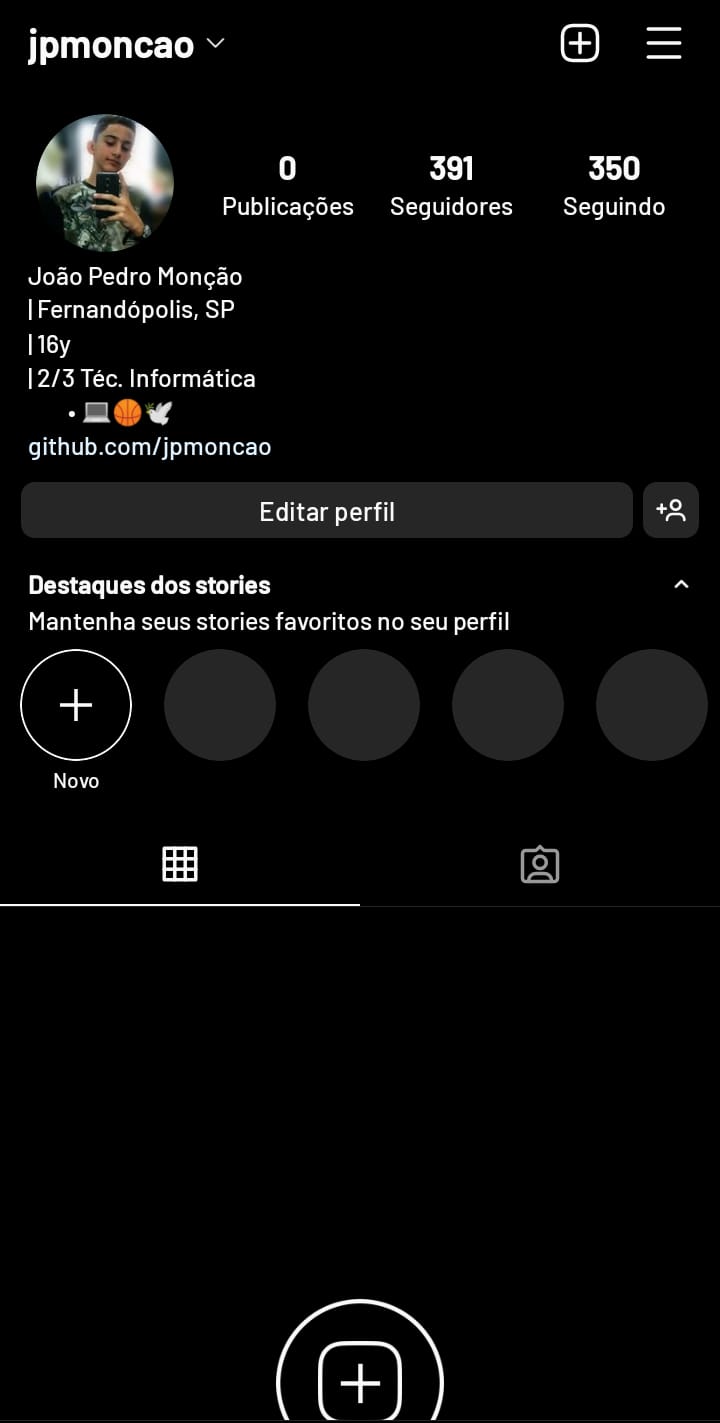 jpmoncao
0 391 350
Publicações Seguidores Seguindo
João Pedro Monção
| Fernandópolis, SP
| 16y
| 2/3 Téc. Informática
• 💻🏀🕊️
github.com/jpmoncao
Editar perfil
Destaques dos stories
Mantenha seus stories favoritos no seu perfil
Novo